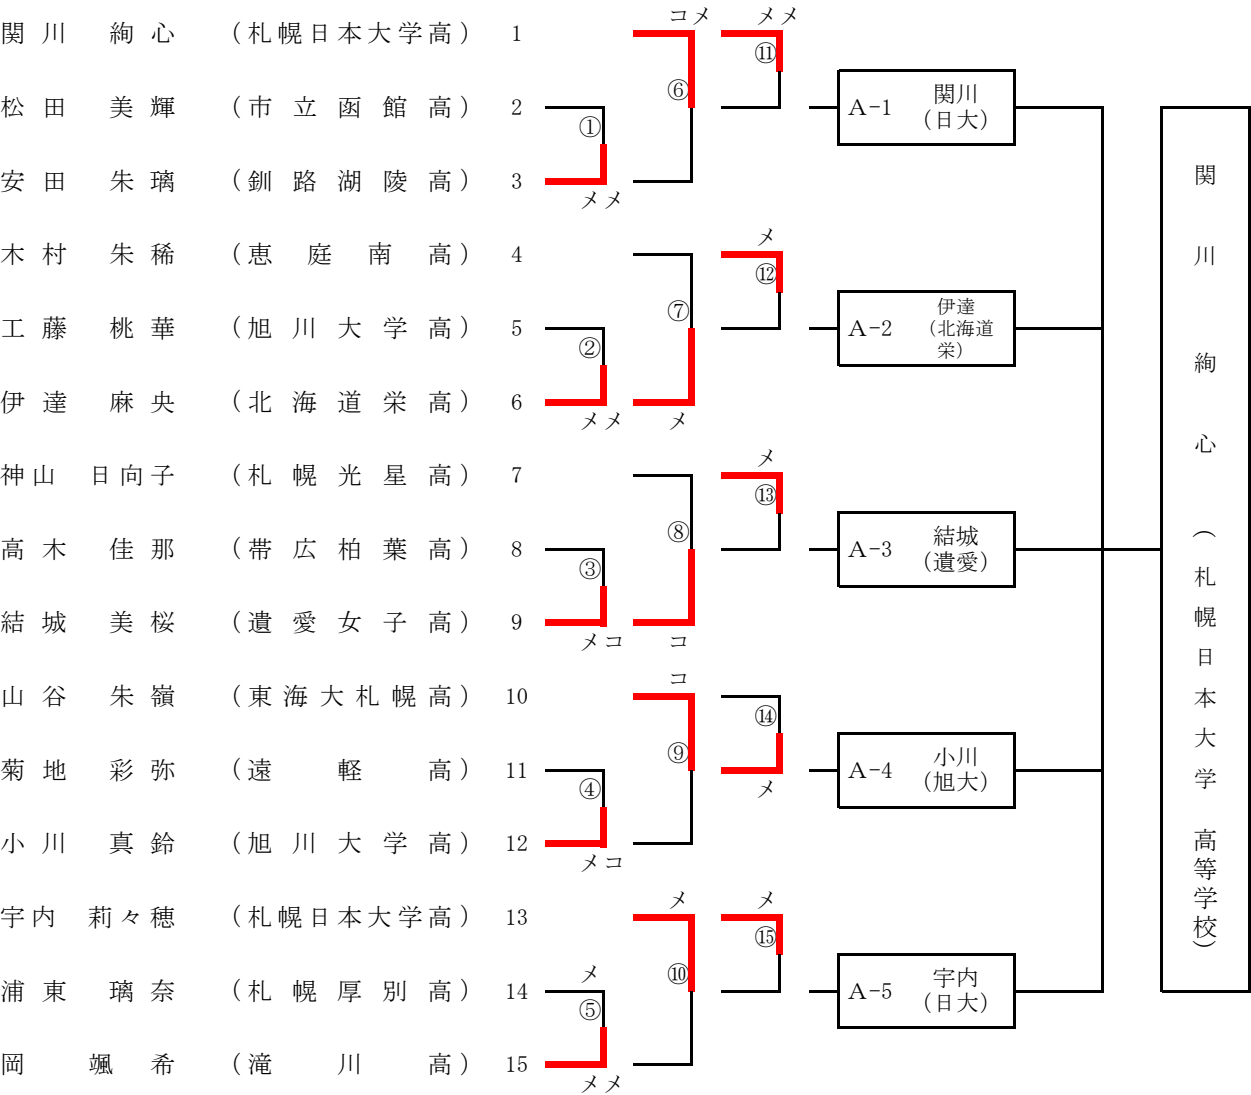 コメ メメ
関川 絢心 (札幌日本大学高) 1
⑪
⑥
松田 美輝 (市立函館高) 2
A-1 関川
(日大)
①
安田 朱璃 (釧路湖陵高) 3
メメ
メ
木村 朱稀 (恵庭南高) 4
⑫
⑦
工藤 桃華 (旭川大学高) 5
A-2 伊達
(北海道
栄)
②
伊達 麻央 (北海道栄高) 6
メメ メ
メ
神山 日向子 (札幌光星高) 7
⑬
⑧
高木 佳那 (帯広柏葉高) 8
A-3 結城
(遺愛)
③
結城 美桜 (遺愛女子高) 9
メコ コ
コ
山谷 朱嶺 (東海大札幌高) 10
⑭
⑨
菊地 彩弥 (遠軽高) 11
A-4 小川
(旭大)
④
メ
小川 真鈴 (旭川大学高) 12
メコ
メ メ
宇内 莉々穂 (札幌日本大学高) 13
⑮
メ ⑩
浦東 璃奈 (札幌厚別高) 14
A-5 宇内
(日大)
⑤
岡 颯希 (滝川高) 15
メメ
関川 絢心 (札幌日本大学 高等学校)